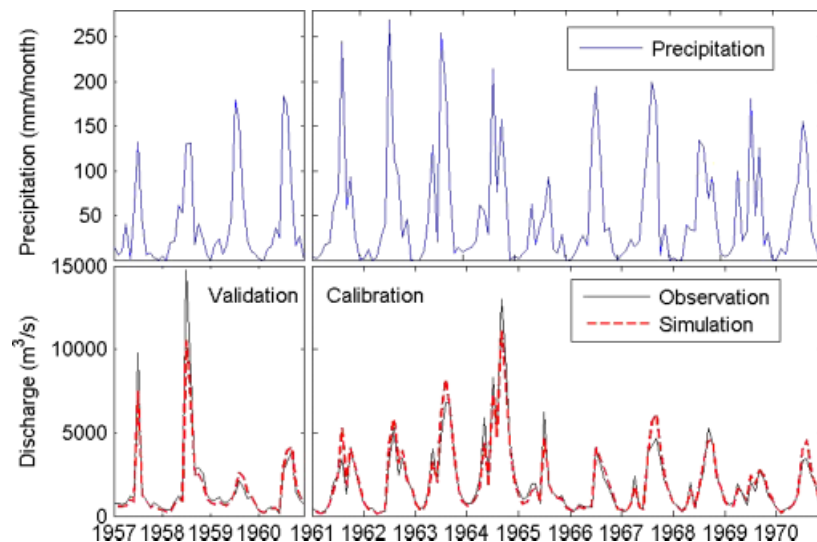 Precipitation (mm/month)
250
200
150
100
50
Precipitation
Discharge (m³/s)
15000
10000
5000
0
Validation
Calibration
Observation
Simulation
1957 1958 1959 1960 1961 1962 1963 1964 1965 1966 1967 1968 1969 1970